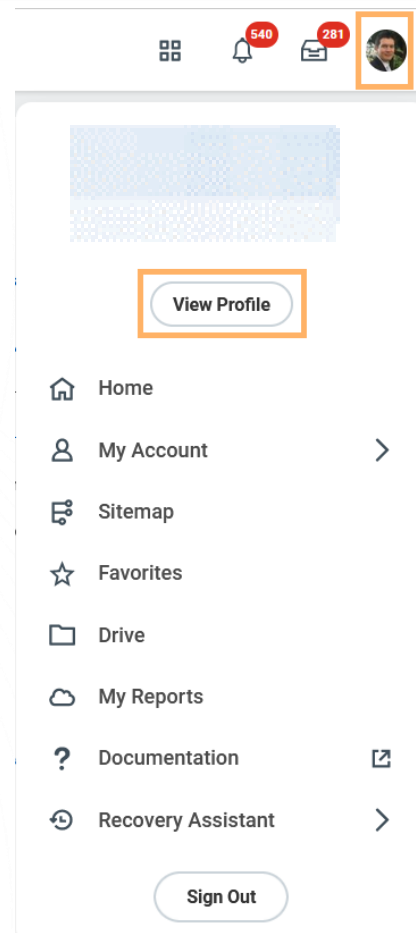 540
281
View Profile
Home
My Account
Sitemap
Favorites
Drive
My Reports
Documentation
Recovery Assistant
Sign Out